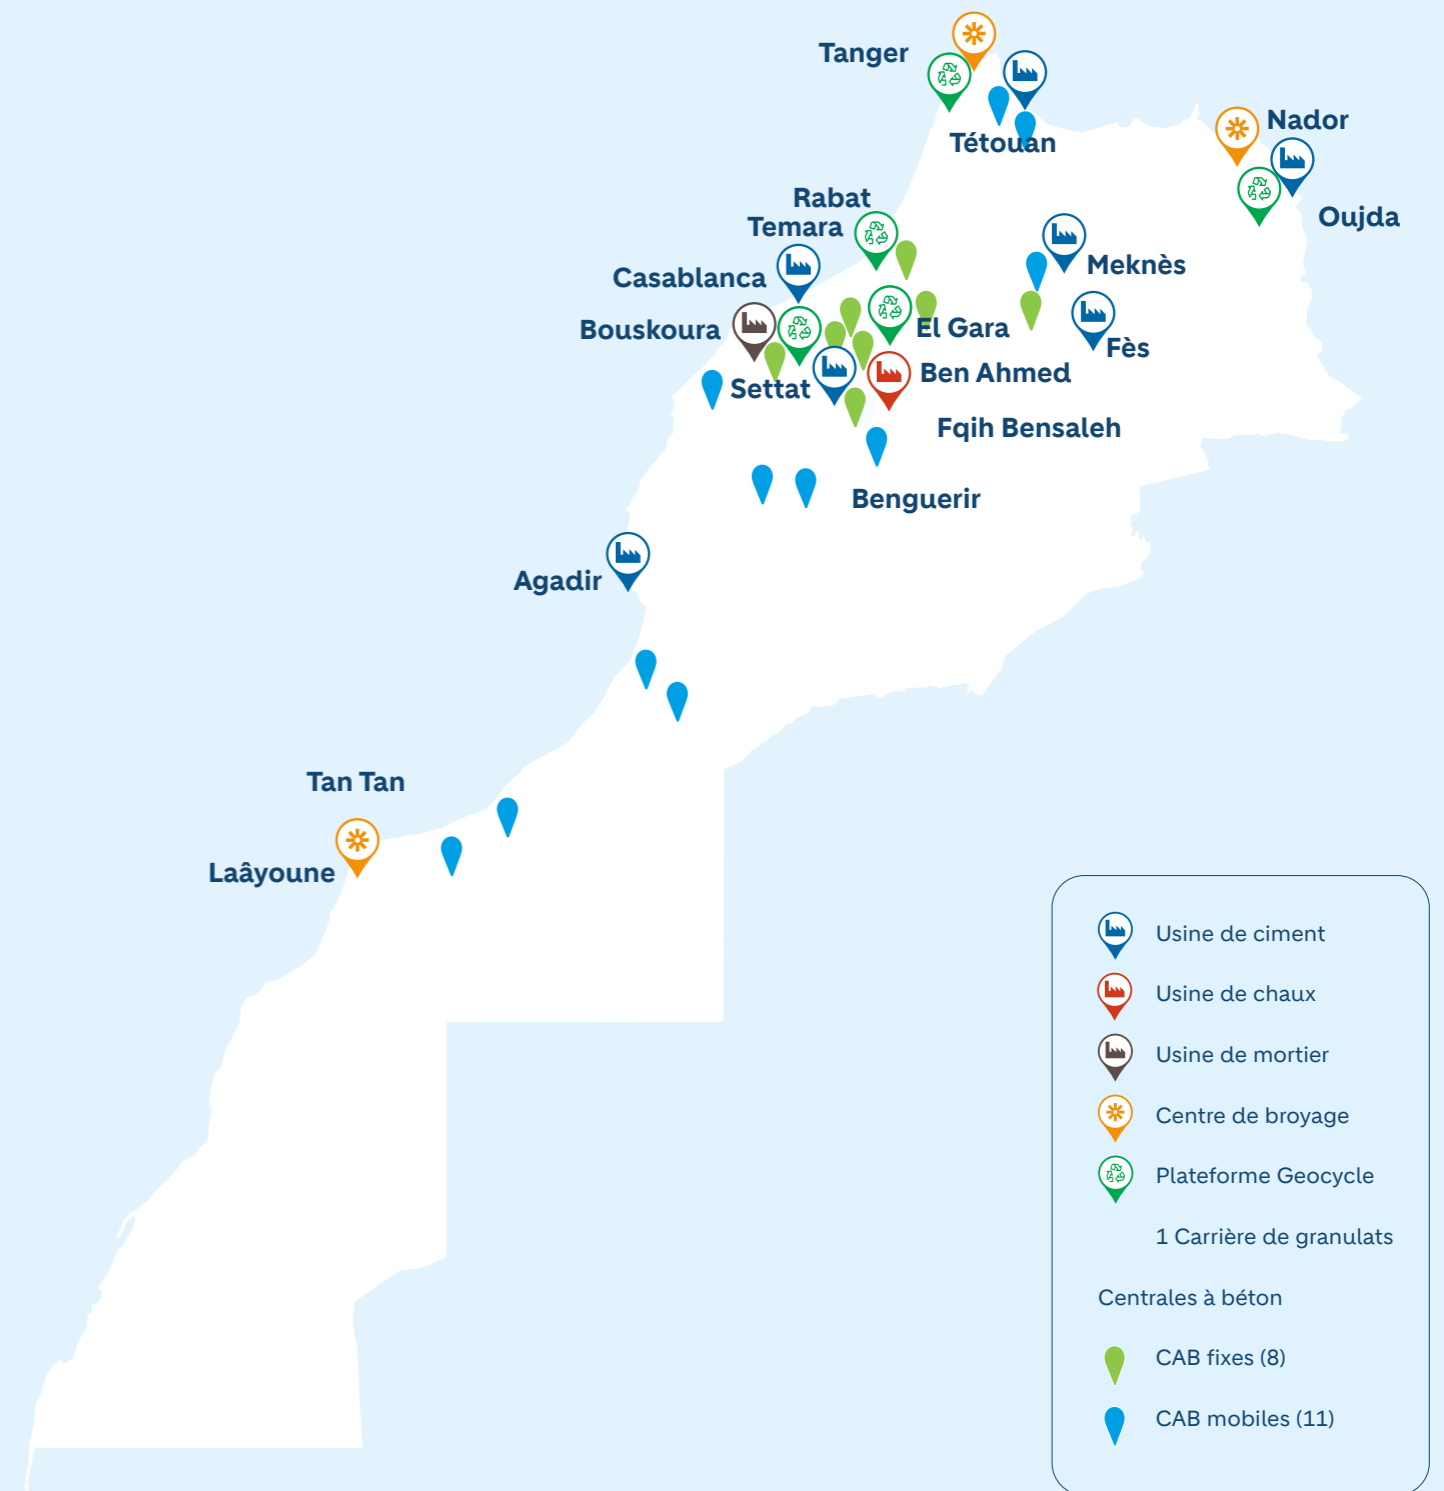 Tanger
Tétouan
Nador
Oujda
Rabat
Temara
Casablanca
Meknès
Bouskoura
El Gara
Fès
Settat
Ben Ahmed
Fqih Bensaleh
Benguerir
Agadir
Tan Tan
Laâyoune
Usine de ciment
Usine de chaux
Usine de mortier
Centre de broyage
Plateforme Geocycle
1 Carrière de granulats
Centrales à béton
CAB fixes (8)
CAB mobiles (11)